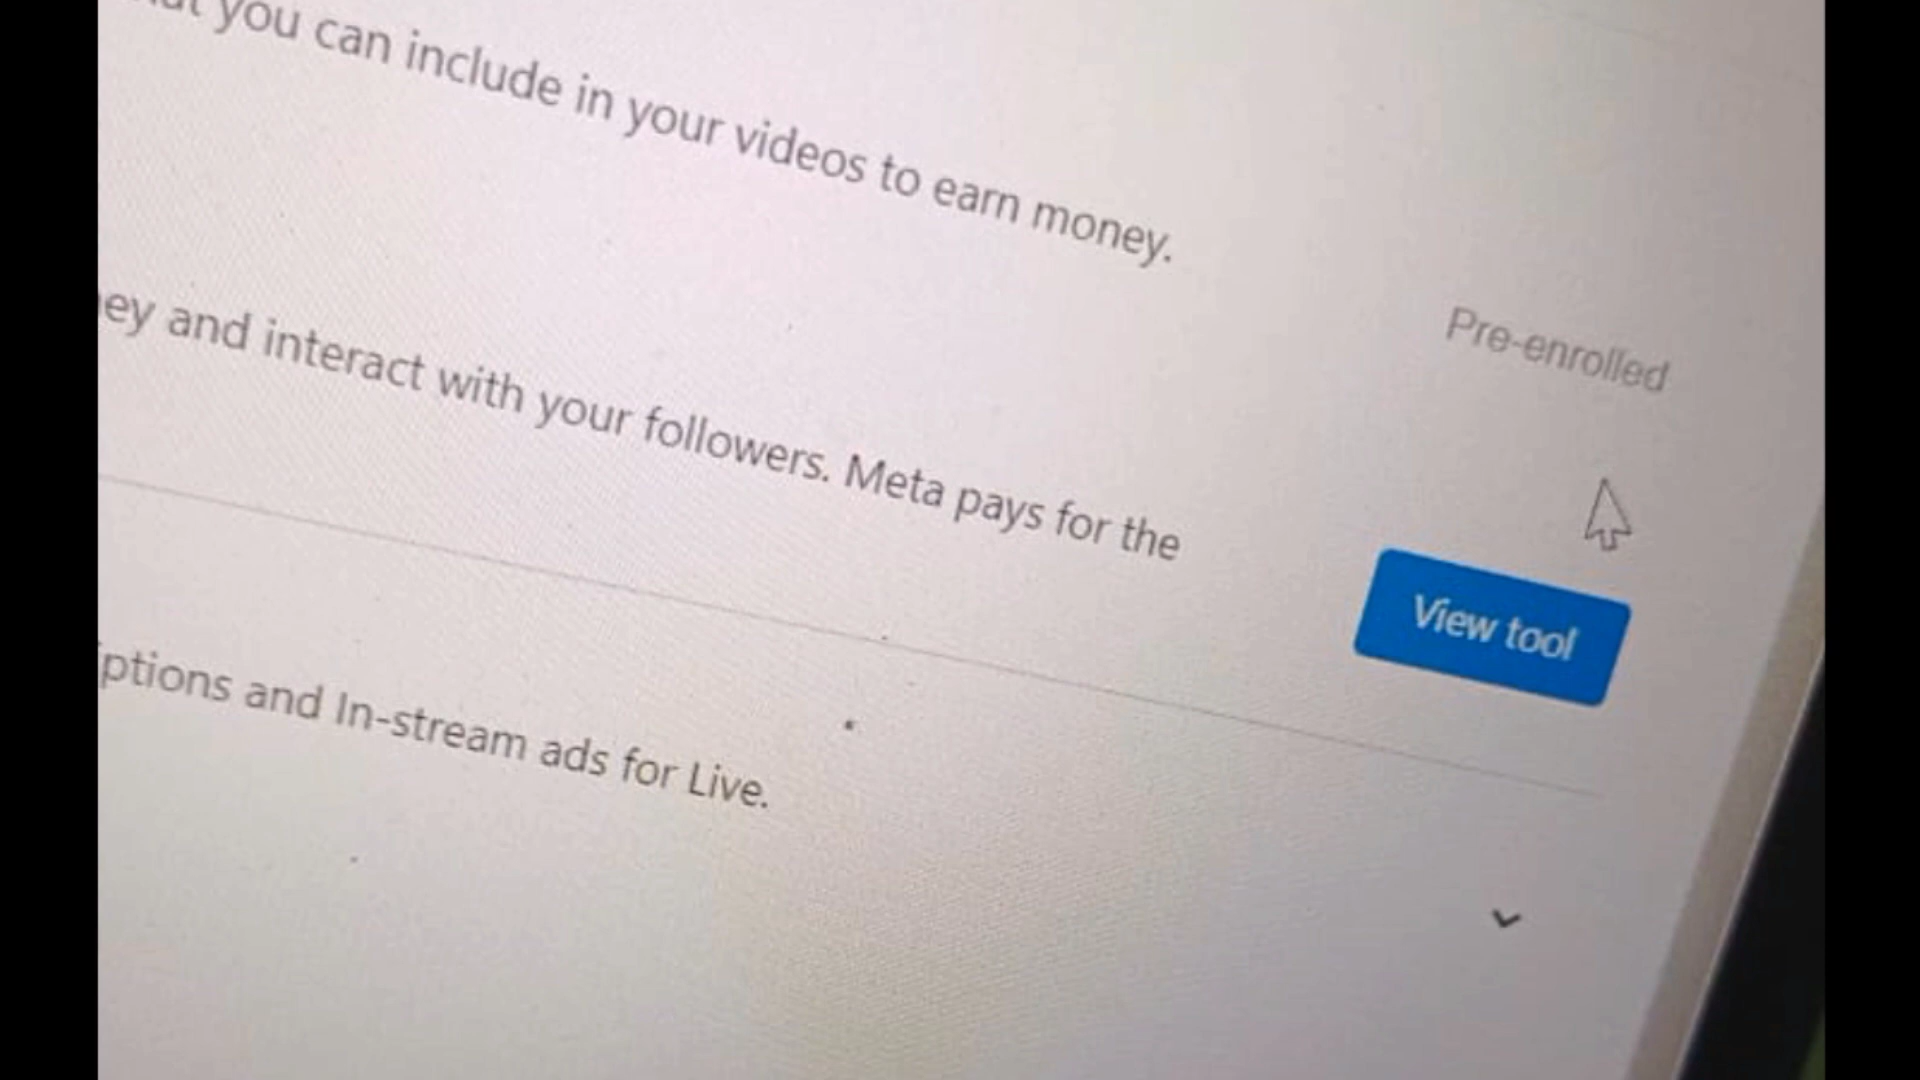 you can include in your videos to earn money.
Pre-enrolled
ey and interact with your followers. Meta pays for the
View tool
ptions and In-stream ads for Live.